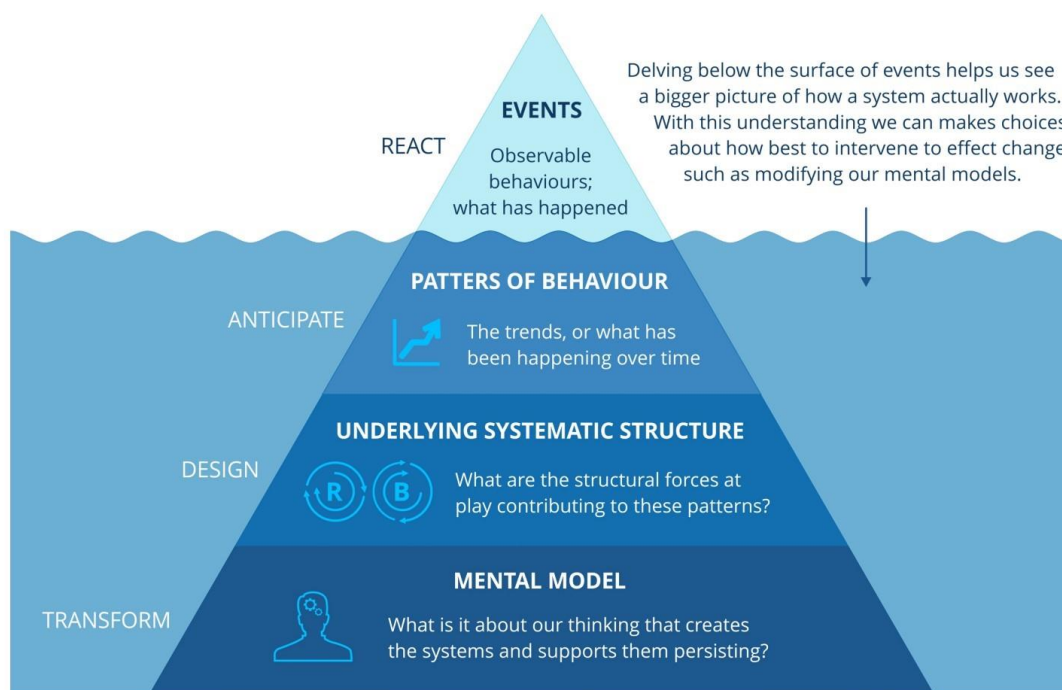 Delving below the surface of events helps us see
a bigger picture of how a system actually works.
With this understanding we can makes choices
about how best to intervene to effect change
such as modifying our mental models.
REACT
EVENTS
Observable
behaviours;
what has happened
ANTICIPATE
PATTERS OF BEHAVIOUR
The trends, or what has
been happening over time
DESIGN
UNDERLYING SYSTEMATIC STRUCTURE
R
B
What are the structural forces at
play contributing to these patterns?
TRANSFORM
MENTAL MODEL
What is it about our thinking that creates
the systems and supports them persisting?